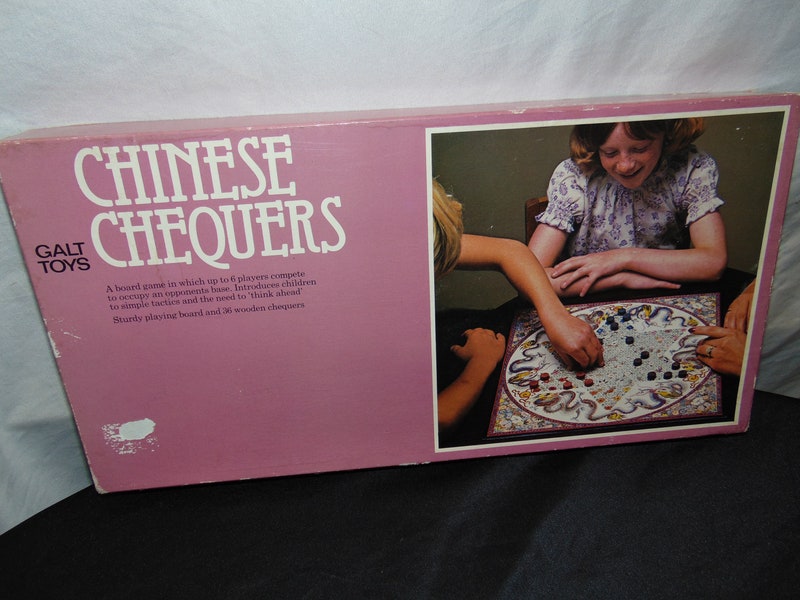 CHINESE
CHEQUERS
GALT
TOYS
A board game in which up to 6 players compete
to occupy an opponents base. Introduces children
to simple tactics and the need to 'think ahead'
Sturdy playing board and 36 wooden chequers